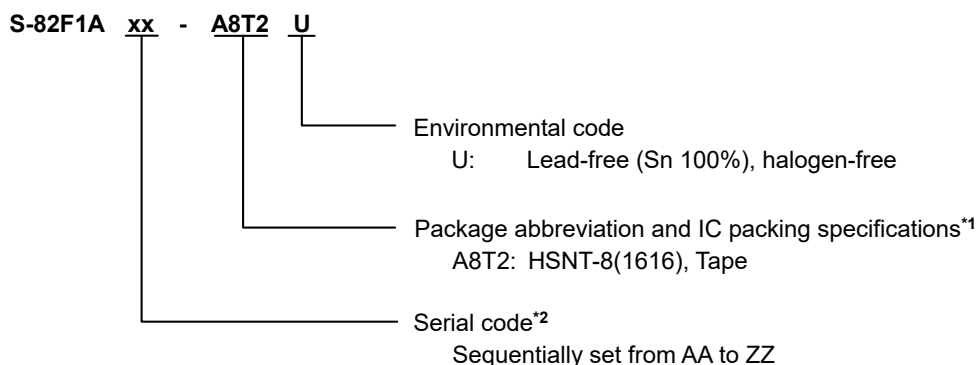 S-82F1A xx - A8T2 U
Environmental code
U: Lead-free (Sn 100%), halogen-free
Package abbreviation and IC packing specifications*1
A8T2: HSNT-8(1616), Tape
Serial code*2
Sequentially set from AA to ZZ